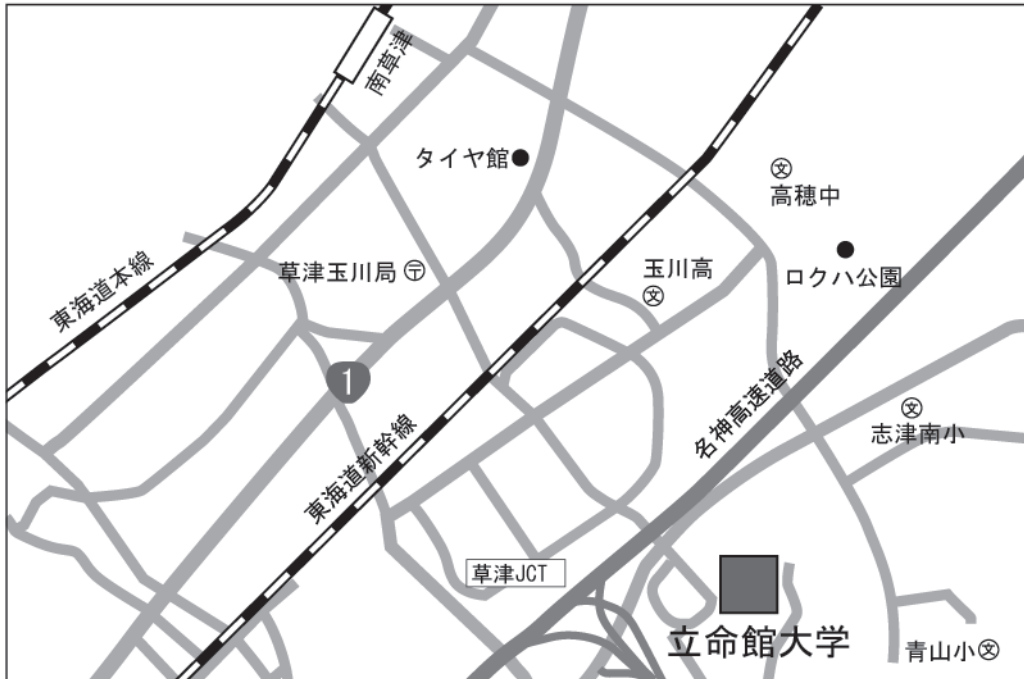 南草津
タイヤ館
高穂中
東海道本線
草津玉川局
玉川高
ロクハ公園
1
名神高速道路
志津南小
東海道新幹線
草津JCT
立命館大学
青山小